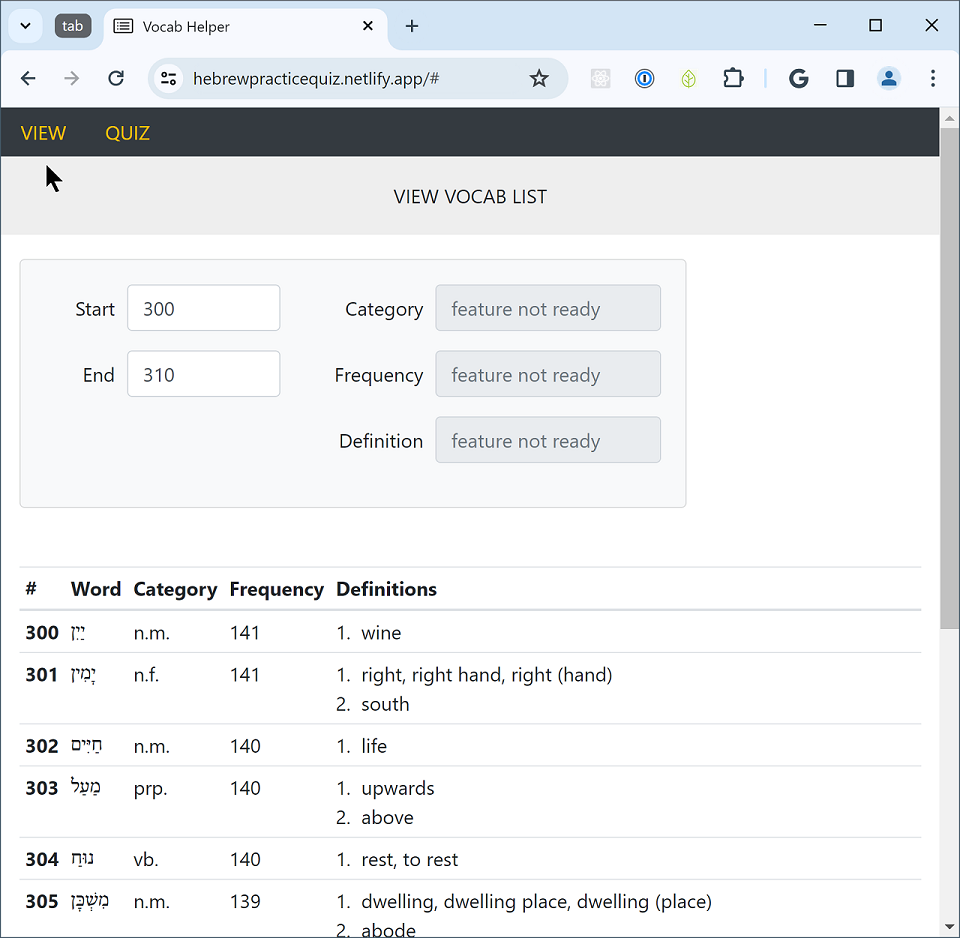 tab
Vocab Helper
hebrewpracticequiz.netlify.app/#
VIEW QUIZ
VIEW VOCAB LIST
Start 300 Category feature not ready
End 310 Frequency feature not ready
Definition feature not ready
# Word Category Frequency Definitions
300 יַיִן n.m. 141 1. wine
301 יָמִין n.f. 141 1. right, right hand, right (hand)
2. south
302 חַיִּים n.m. 140 1. life
303 מַעַל prp. 140 1. upwards
2. above
304 נוּחַ vb. 140 1. rest, to rest
305 מִשְׁכָּן n.m. 139 1. dwelling, dwelling place, dwelling (place)
2. abode